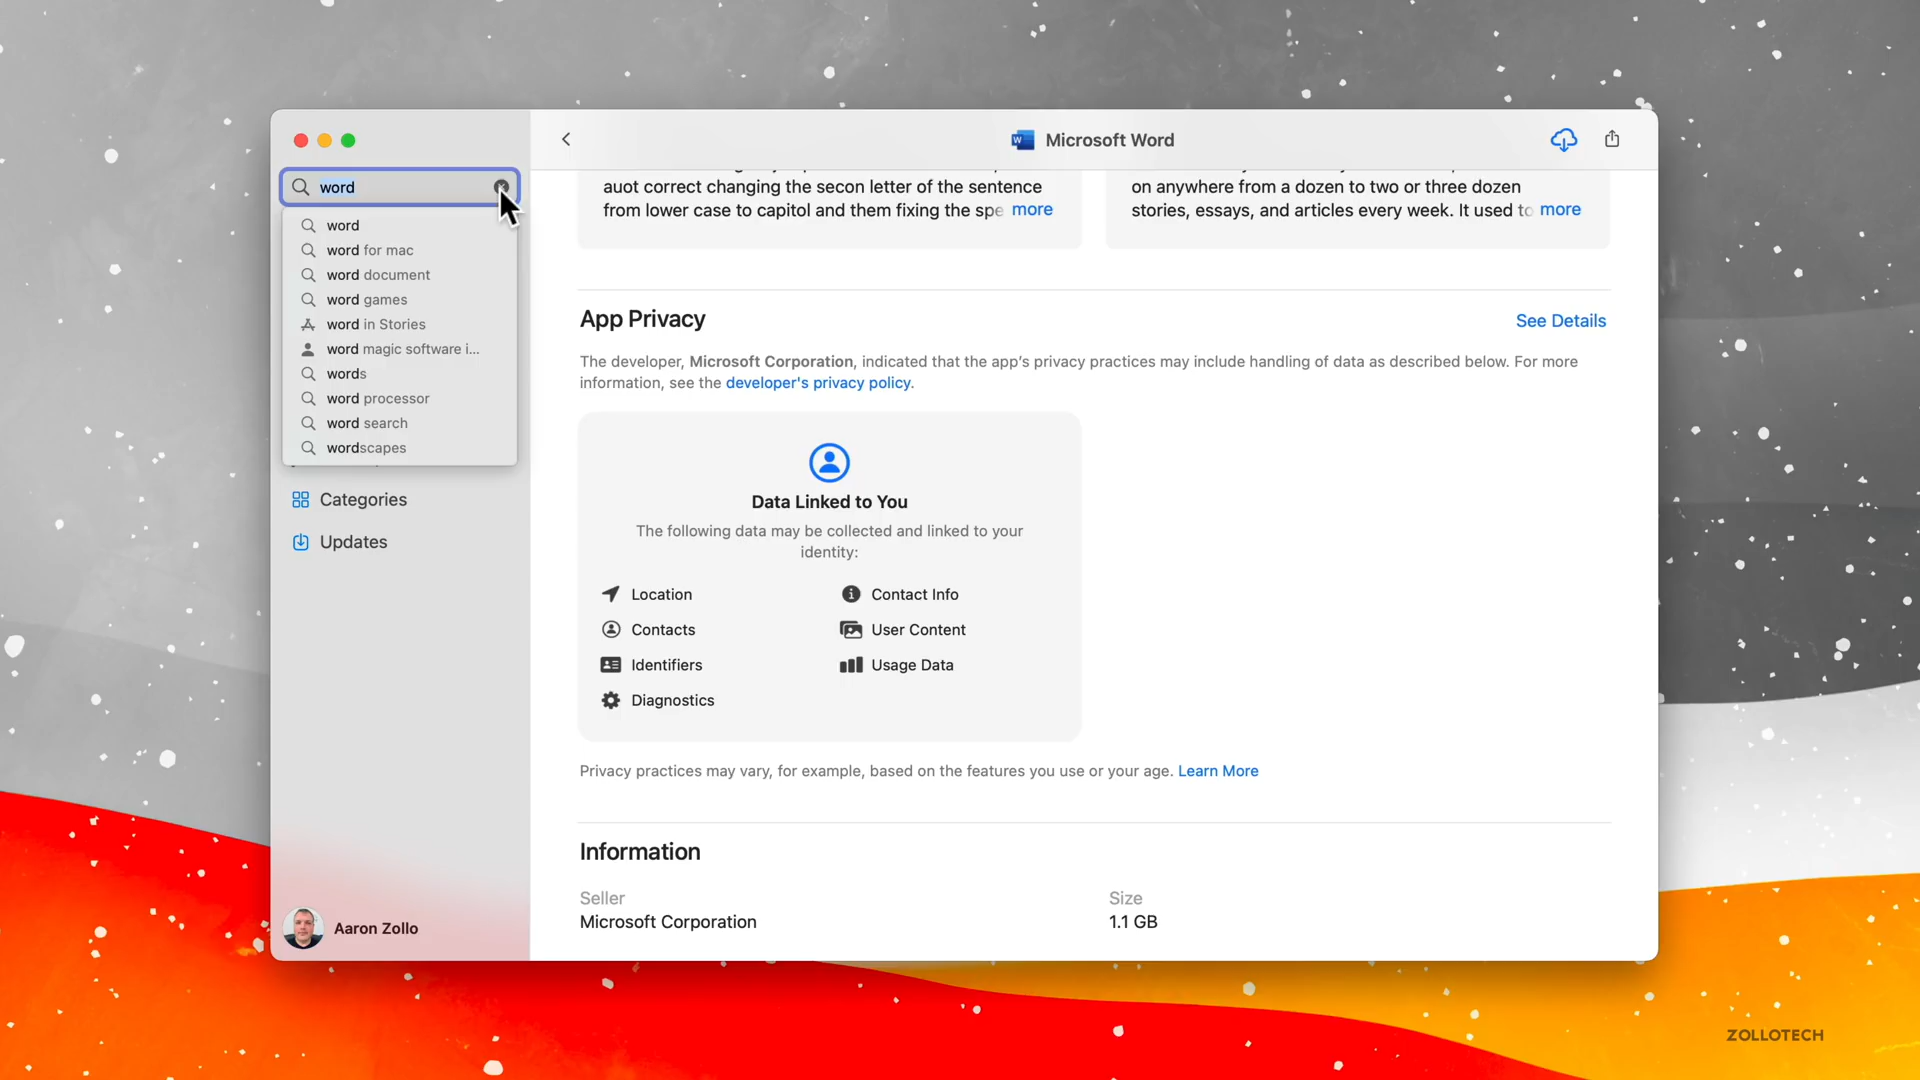 word
word
word for mac
word document
word games
word in Stories
word magic software i...
words
word processor
word search
wordscapes
Categories
Updates
Aaron Zollo
Microsoft Word
auot correct changing the secon letter of the sentence
from lower case to capitol and them fixing the spe more
on anywhere from a dozen to two or three dozen
stories, essays, and articles every week. It used to more
App Privacy
See Details
The developer, Microsoft Corporation, indicated that the app's privacy practices may include handling of data as described below. For more
information, see the developer's privacy policy.
Data Linked to You
The following data may be collected and linked to your
identity:
Location
Contact Info
Contacts
User Content
Identifiers
Usage Data
Diagnostics
Privacy practices may vary, for example, based on the features you use or your age. Learn More
Information
Seller
Microsoft Corporation
Size
1.1 GB
ZOLLOTECH